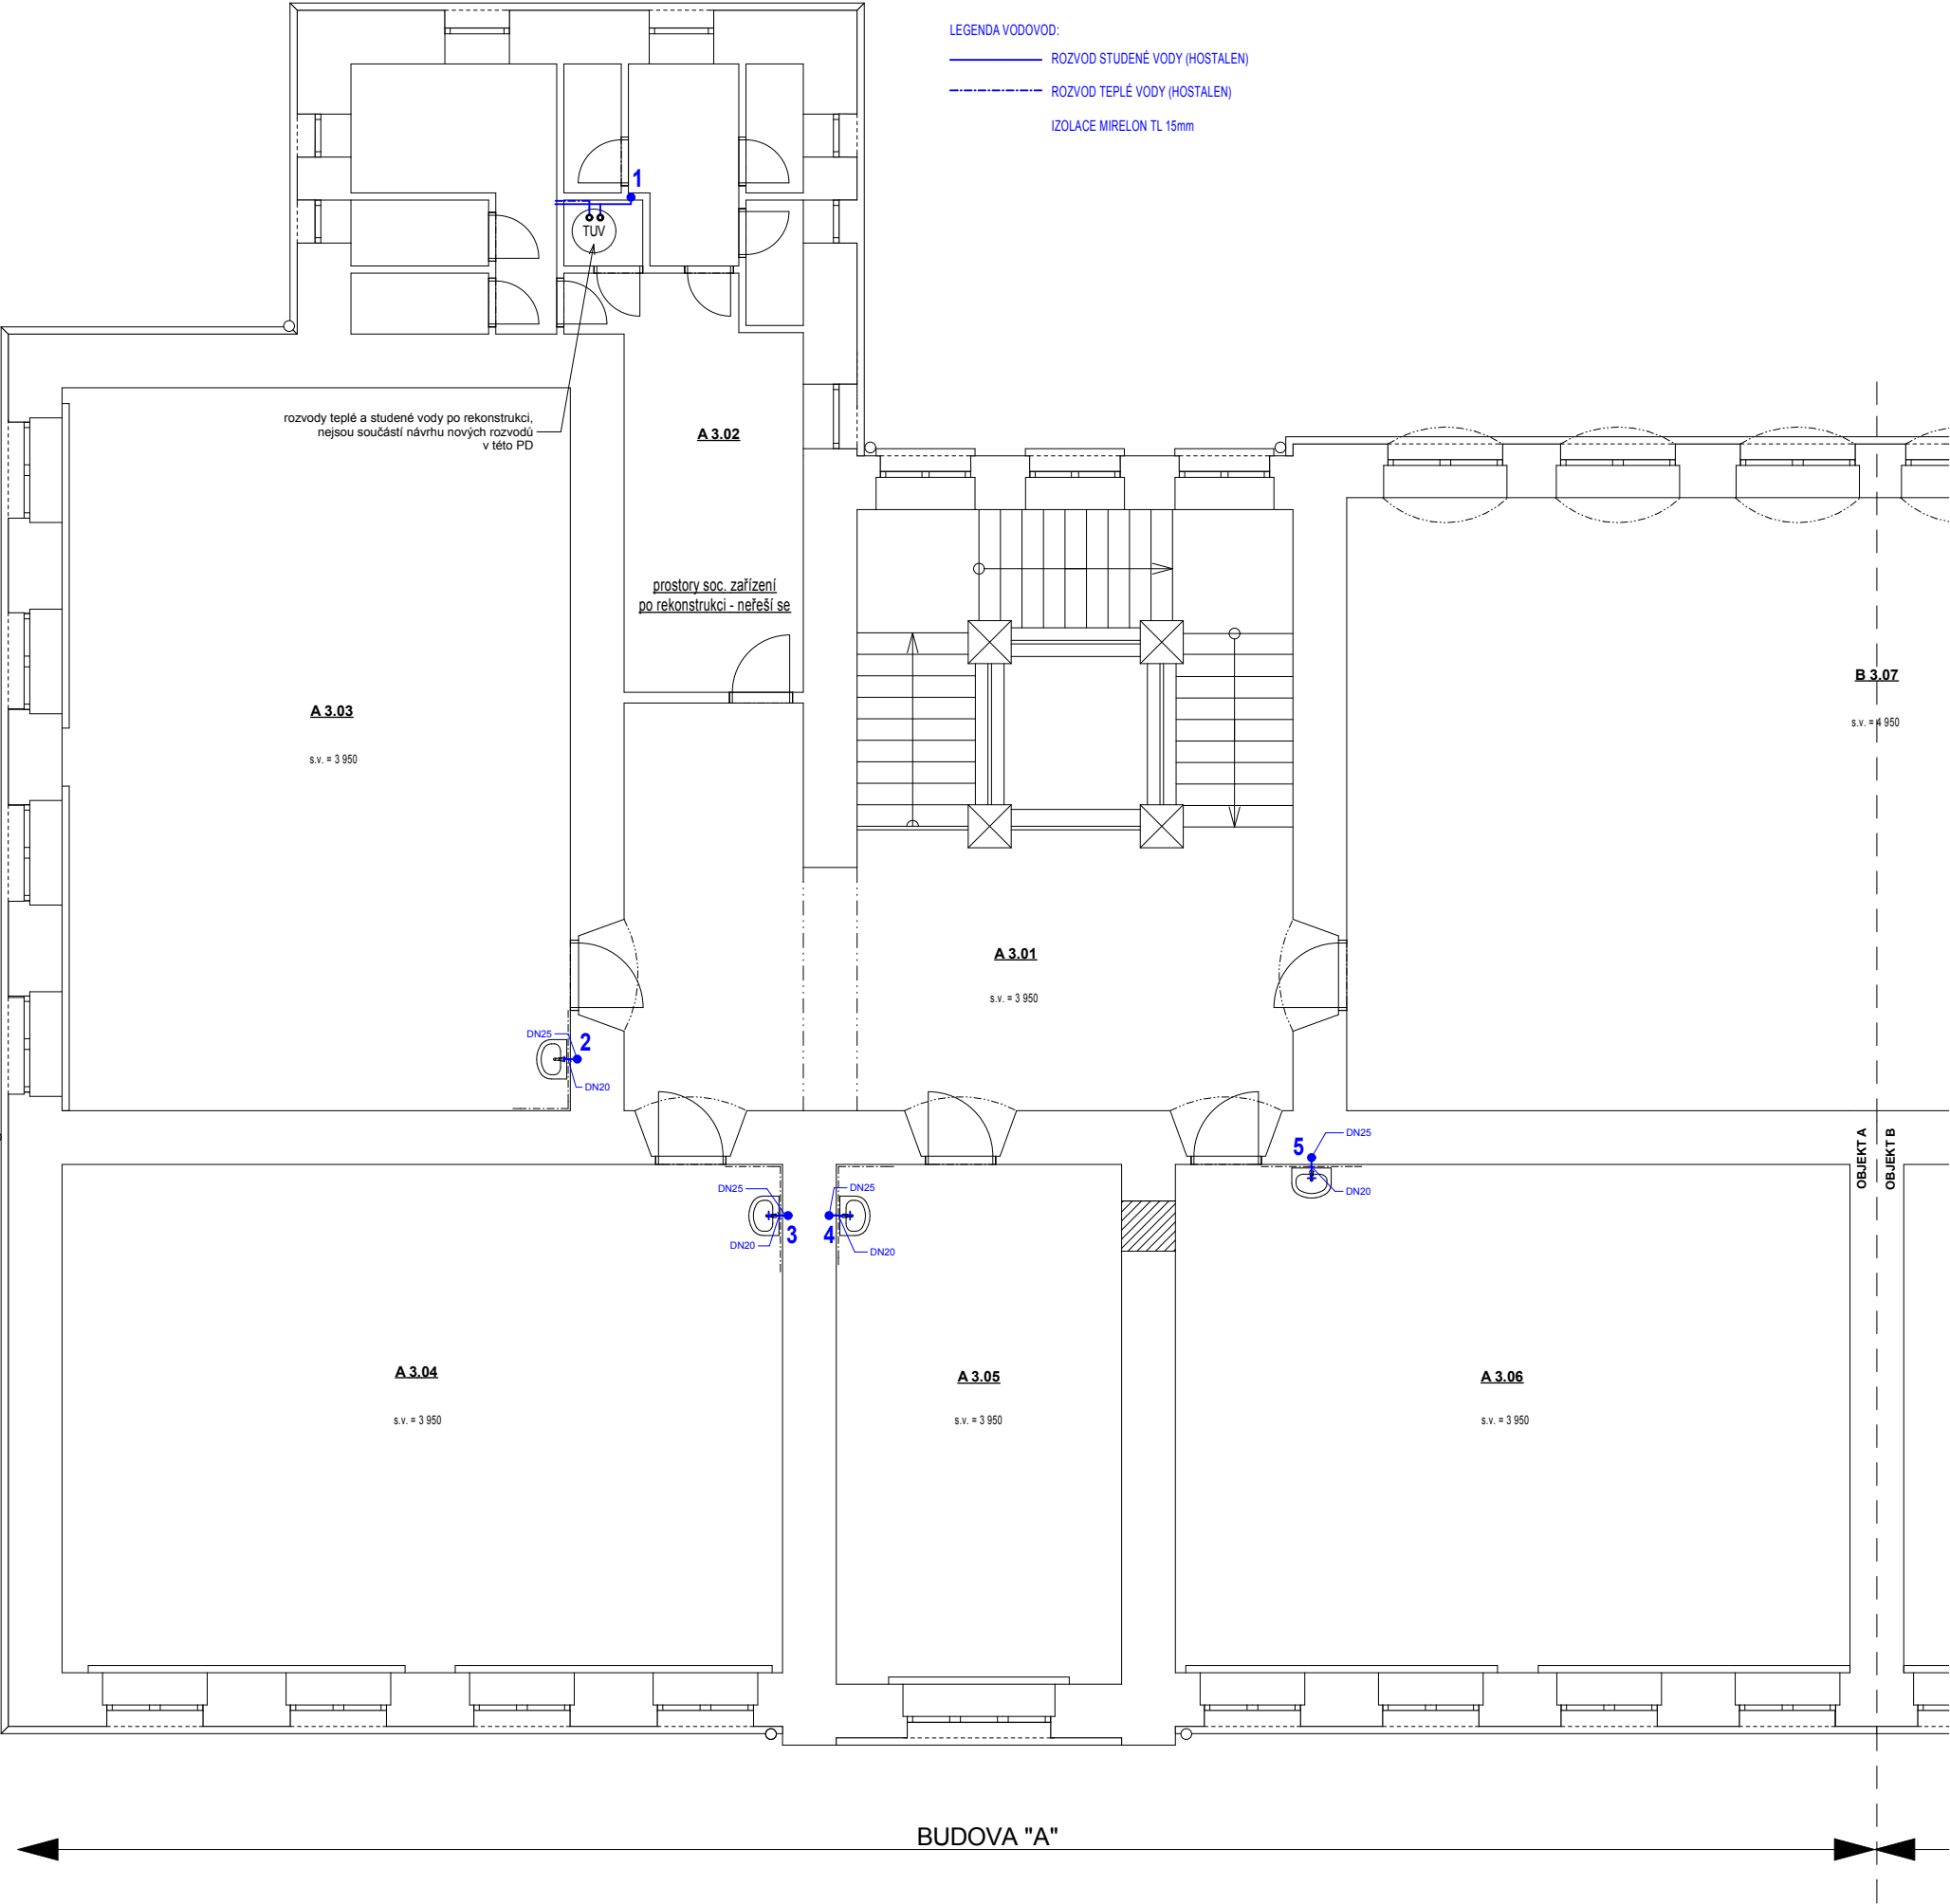 LEGENDA VODOVOD:
ROZVOD STUDENÉ VODY (HOSTALEN)
ROZVOD TEPLÉ VODY (HOSTALEN)
IZOLACE MIRELON TL 15mm
1
TUV
rozvody teplé a studené vody po rekonstrukci,
nejsou součástí návrhu nových rozvodů
v této PD
A 3.02
prostory soc. zařízení
po rekonstrukci - neřeší se
B 3.07
s.v. = 4 950
A 3.03
s.v. = 3 950
A 3.01
s.v. = 3 950
DN25
2
DN20
5
DN25
DN20
OBJEKT A
OBJEKT B
DN25
3
DN20
DN25
4
DN20
A 3.04
s.v. = 3 950
A 3.05
s.v. = 3 950
A 3.06
s.v. = 3 950
BUDOVA "A"